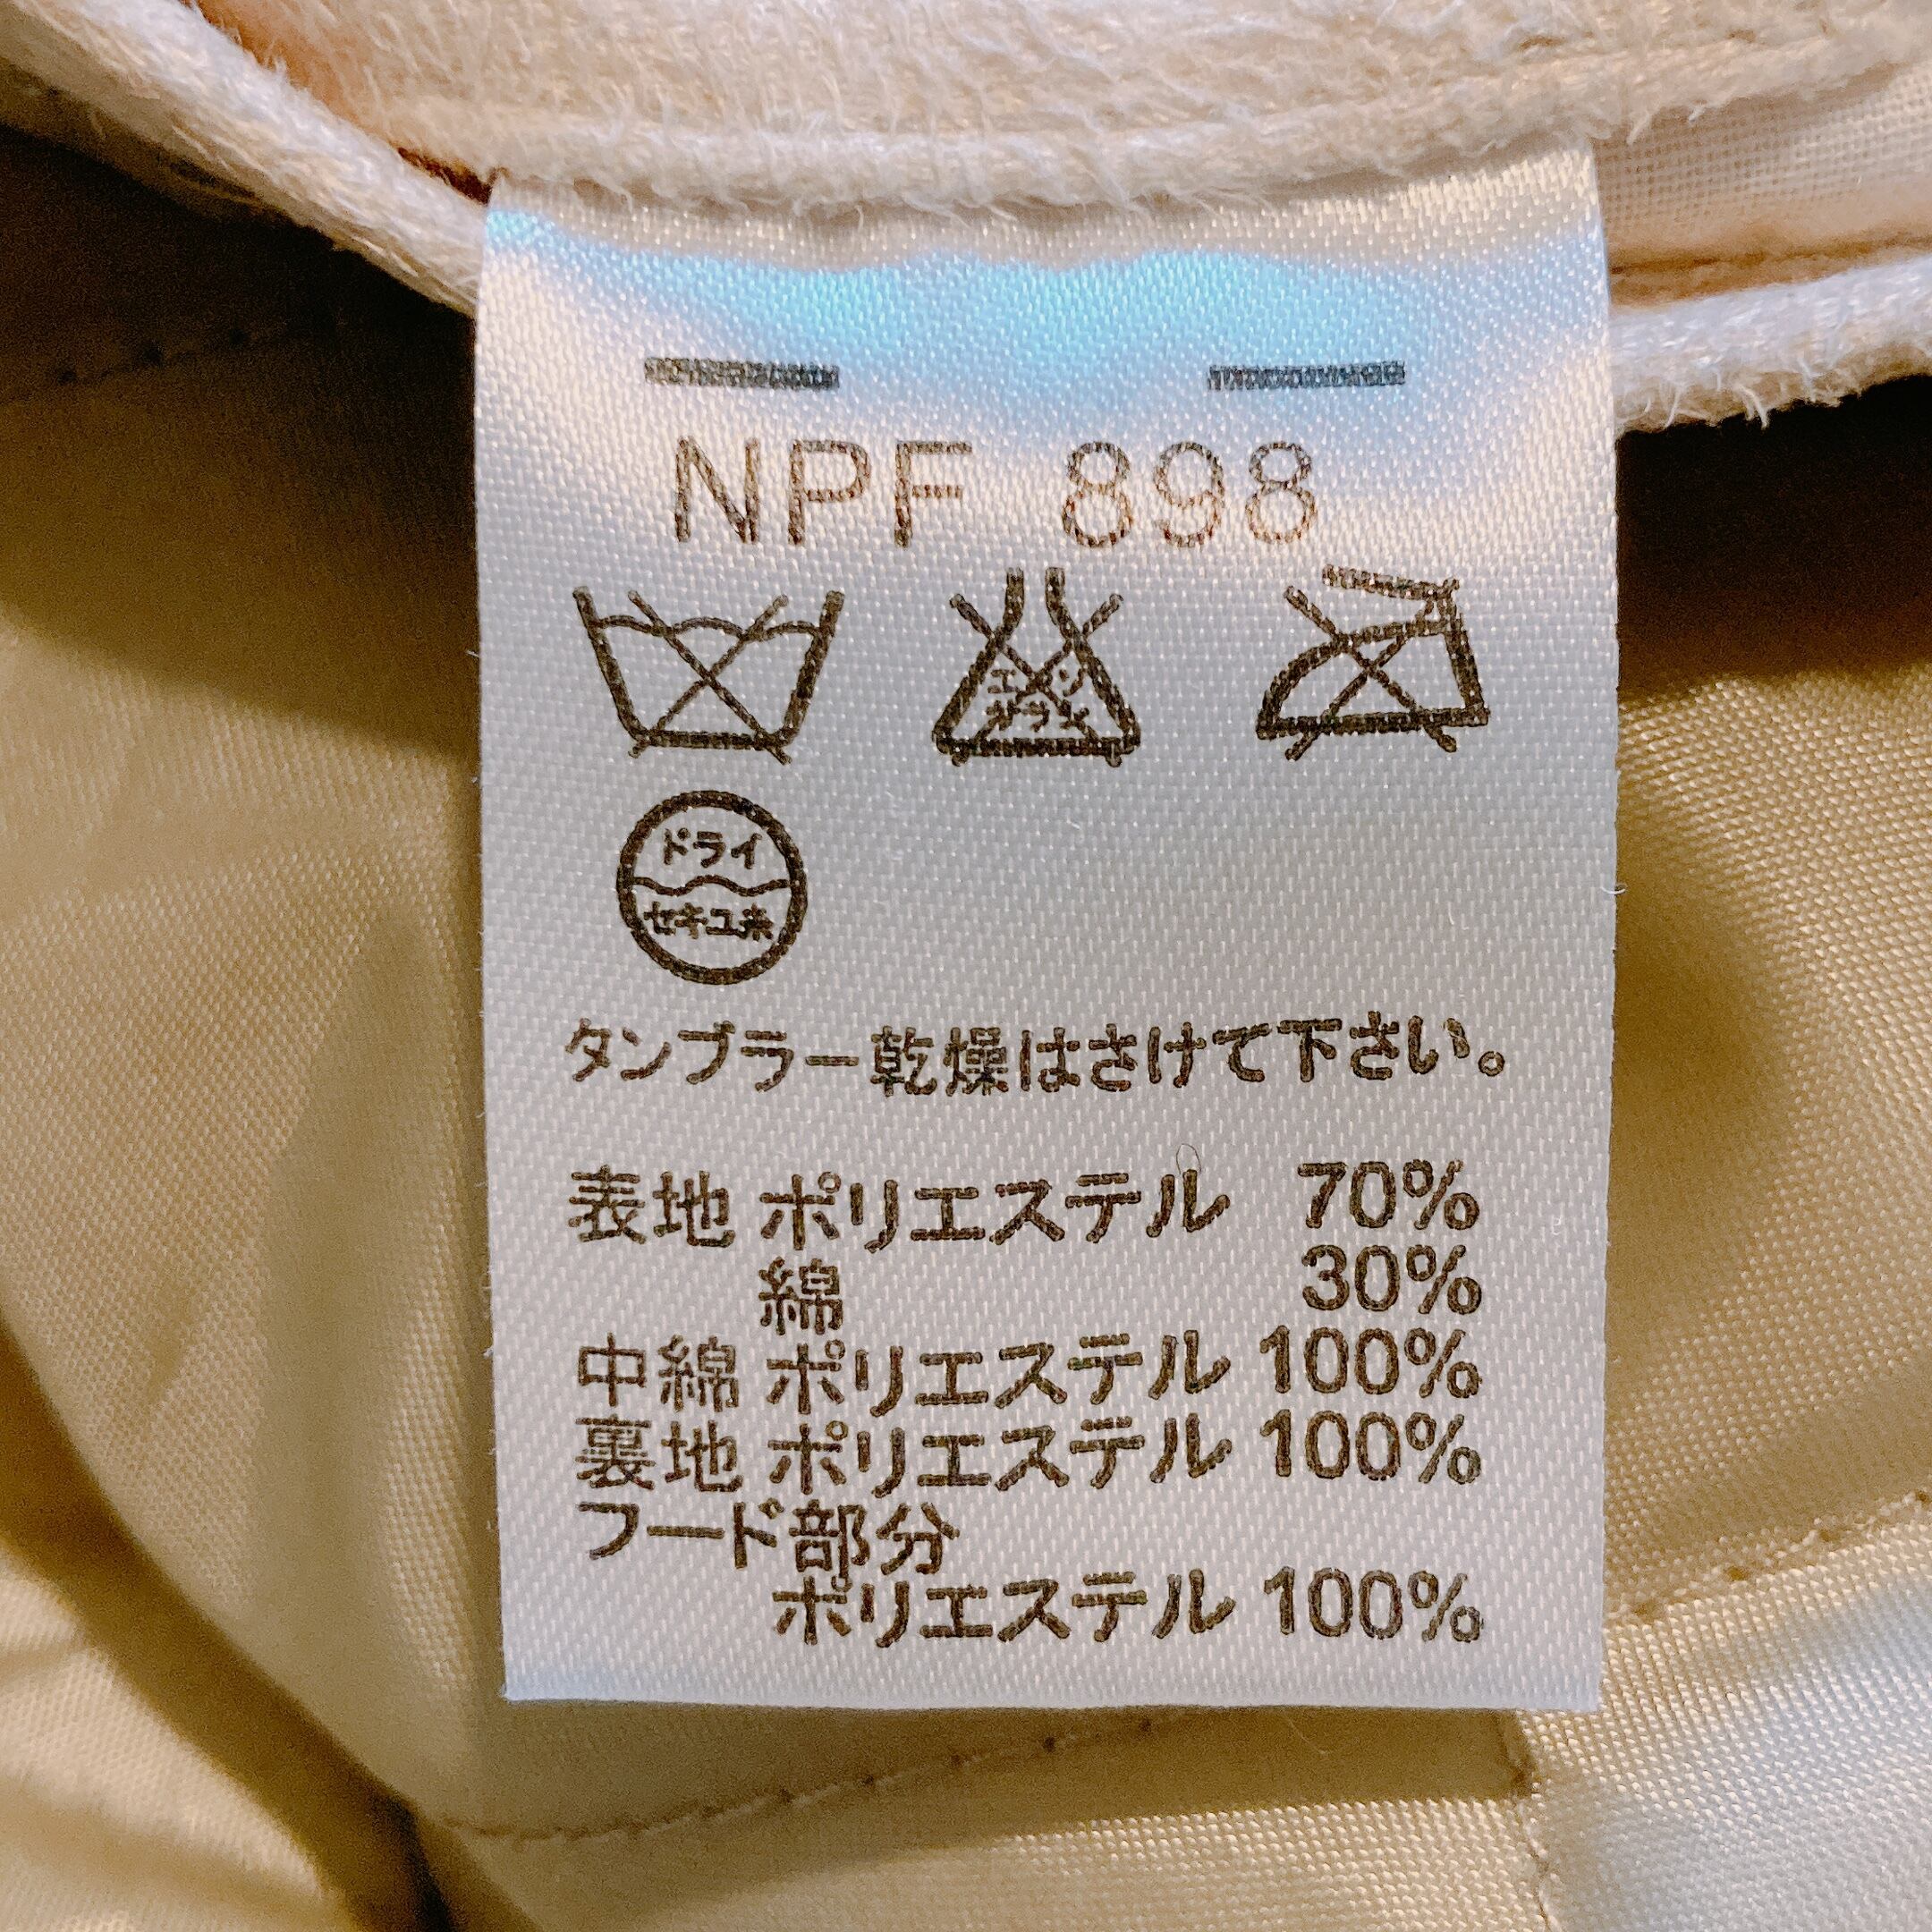 NPF 898
エンソ
サラシ
ドライ
セキユ系
タンブラー乾燥はさけて下さい。
表地 ポリエステル 70%
綿 30%
中綿 ポリエステル 100%
裏地 ポリエステル 100%
フード部分
ポリエステル 100%